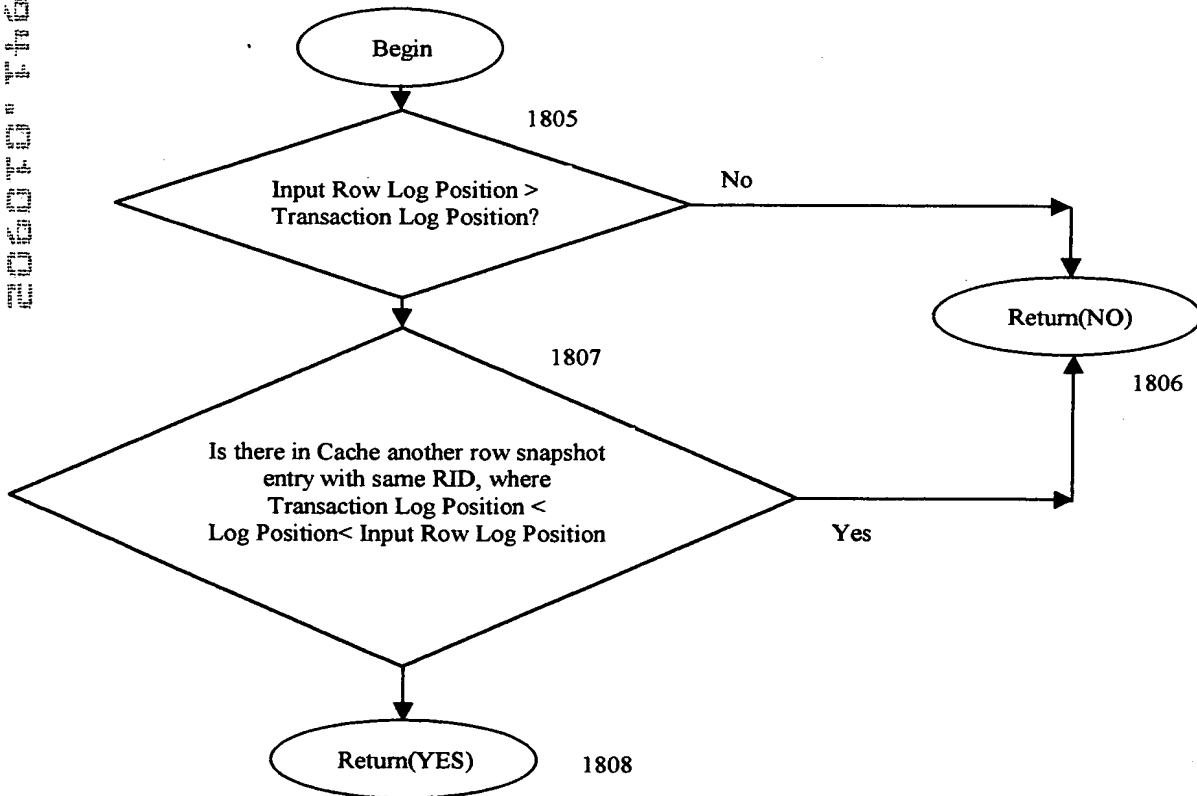 Begin
1805
Input Row Log Position >
Transaction Log Position?
No
Return(NO)
1806
1807
Is there in Cache another row snapshot
entry with same RID, where
Transaction Log Position <
Log Position< Input Row Log Position
Yes
Return(YES)
1808